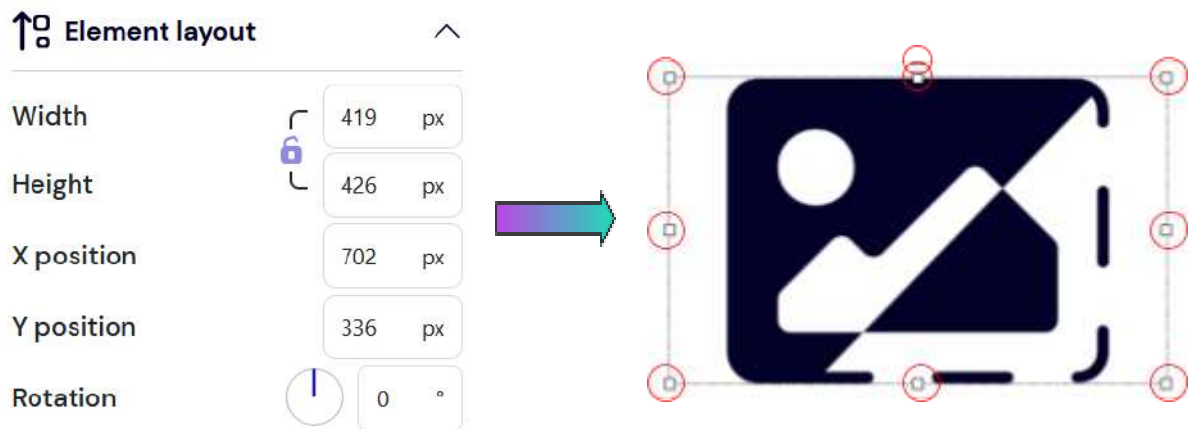 Element layout
Width 419 px
Height 426 px
X position 702 px
Y position 336 px
Rotation 0 °